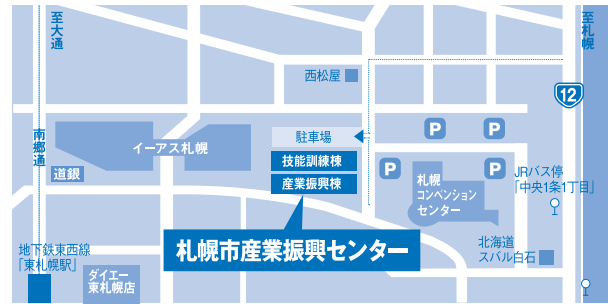 至大通
至札幌
西松屋
12
南郷通
イーアス札幌
駐車場
P
P
技能訓練棟
産業振興棟
P
P
道銀
札幌
コンベンション
センター
JRバス停
「中央1条1丁目」
札幌市産業振興センター
地下鉄東西線
「東札幌駅」
ダイエー
東札幌店
北海道
スバル白石